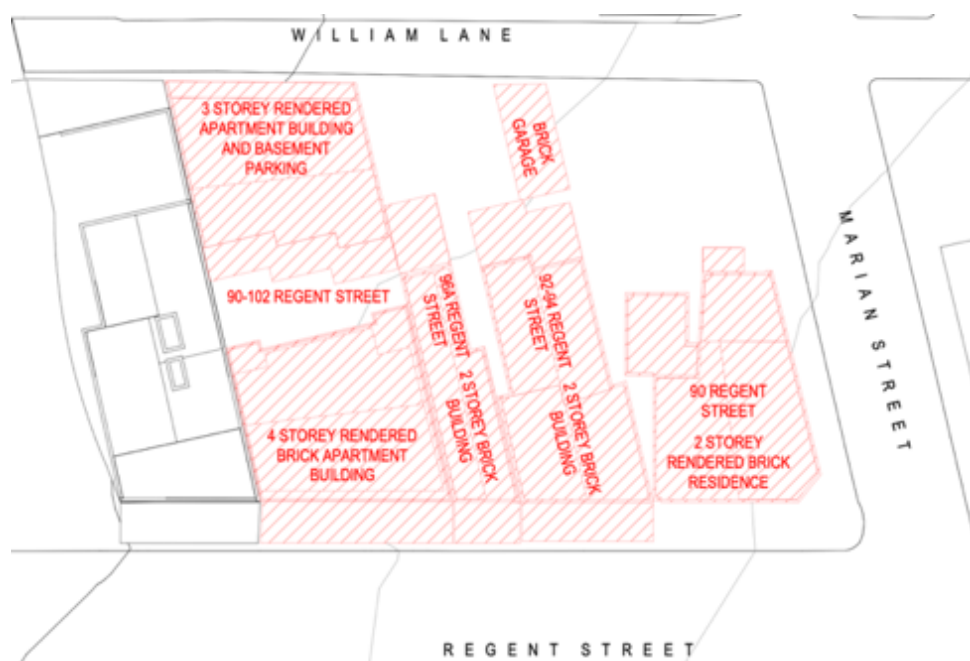 WILLIAM LANE
3 STOREY RENDERED
APARTMENT BUILDING
AND BASEMENT
PARKING
BRICK
GARAGE
MARIAN STREET
90-102 REGENT STREET
96A REGENT
STREET
2 STOREY BRICK
BUILDING
92-94 REGENT
STREET
2 STOREY BRICK
BUILDING
4 STOREY RENDERED
BRICK APARTMENT
BUILDING
90 REGENT
STREET
2 STOREY
RENDERED BRICK
RESIDENCE
REGENT STREET